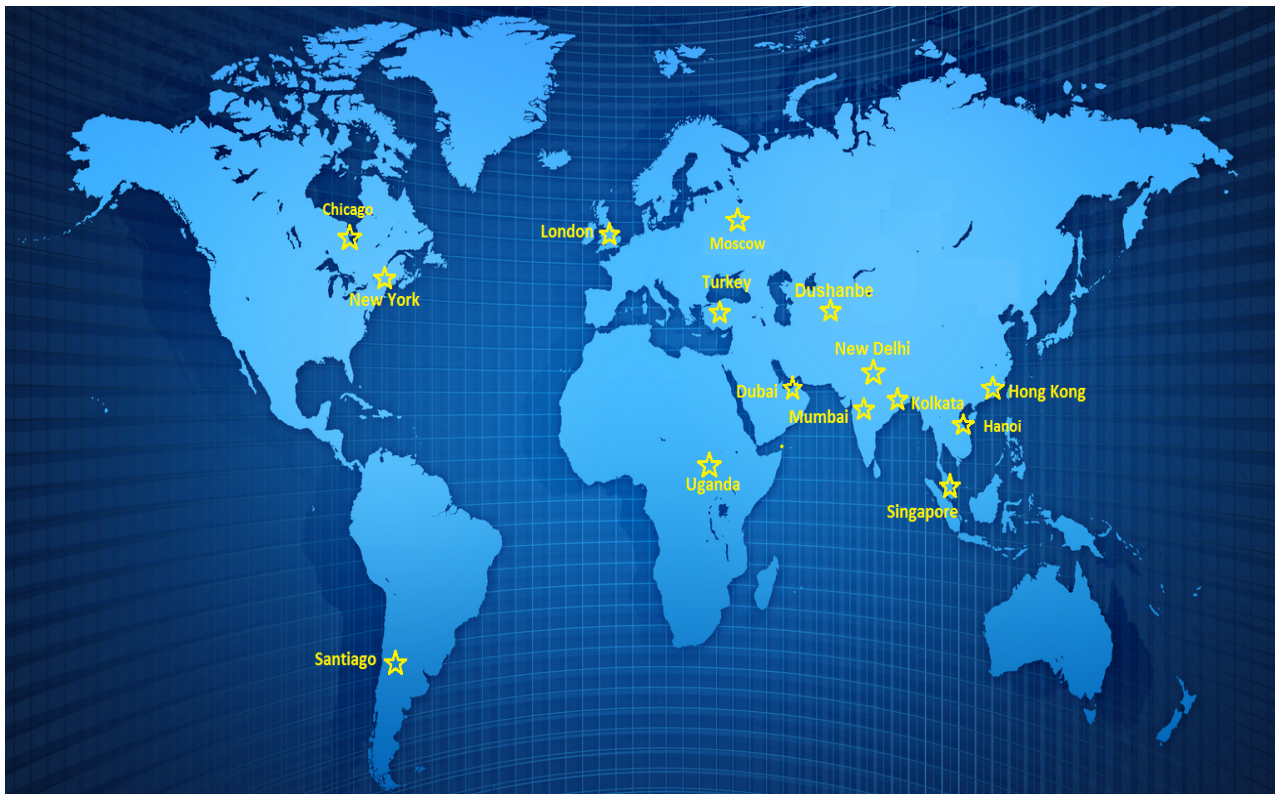 Chicago
London
Moscow
Turkey
Dushanbe
New York
New Delhi
Dubai
Hong Kong
Mumbai
Kolkata
Hanoi
Uganda
Singapore
Santiago